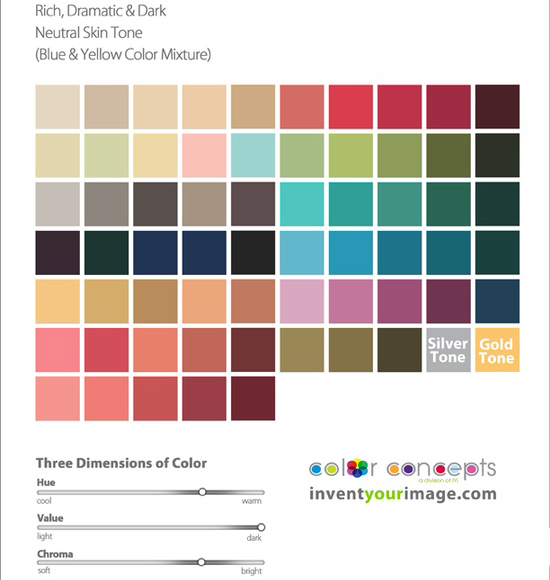 Rich, Dramatic & Dark
Neutral Skin Tone
(Blue & Yellow Color Mixture)
Silver
Tone
Gold
Tone
Three Dimensions of Color
Hue
cool warm
Value
light dark
Chroma
soft bright
color concepts
a division of IYI
inventyourimage.com